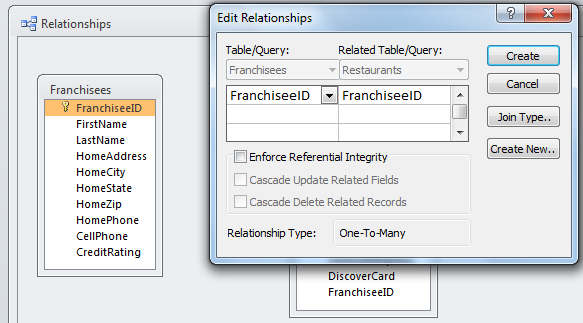 Relationships
Franchisees
FranchiseeID
FirstName
LastName
HomeAddress
HomeCity
HomeState
HomeZip
HomePhone
CellPhone
CreditRating
Edit Relationships
?
Table/Query: Related Table/Query:
Franchisees Restaurants
FranchiseeID FranchiseeID
Enforce Referential Integrity
Cascade Update Related Fields
Cascade Delete Related Records
Relationship Type: One-To-Many
Create
Cancel
Join Type..
Create New..
DiscoverCard
FranchiseeID